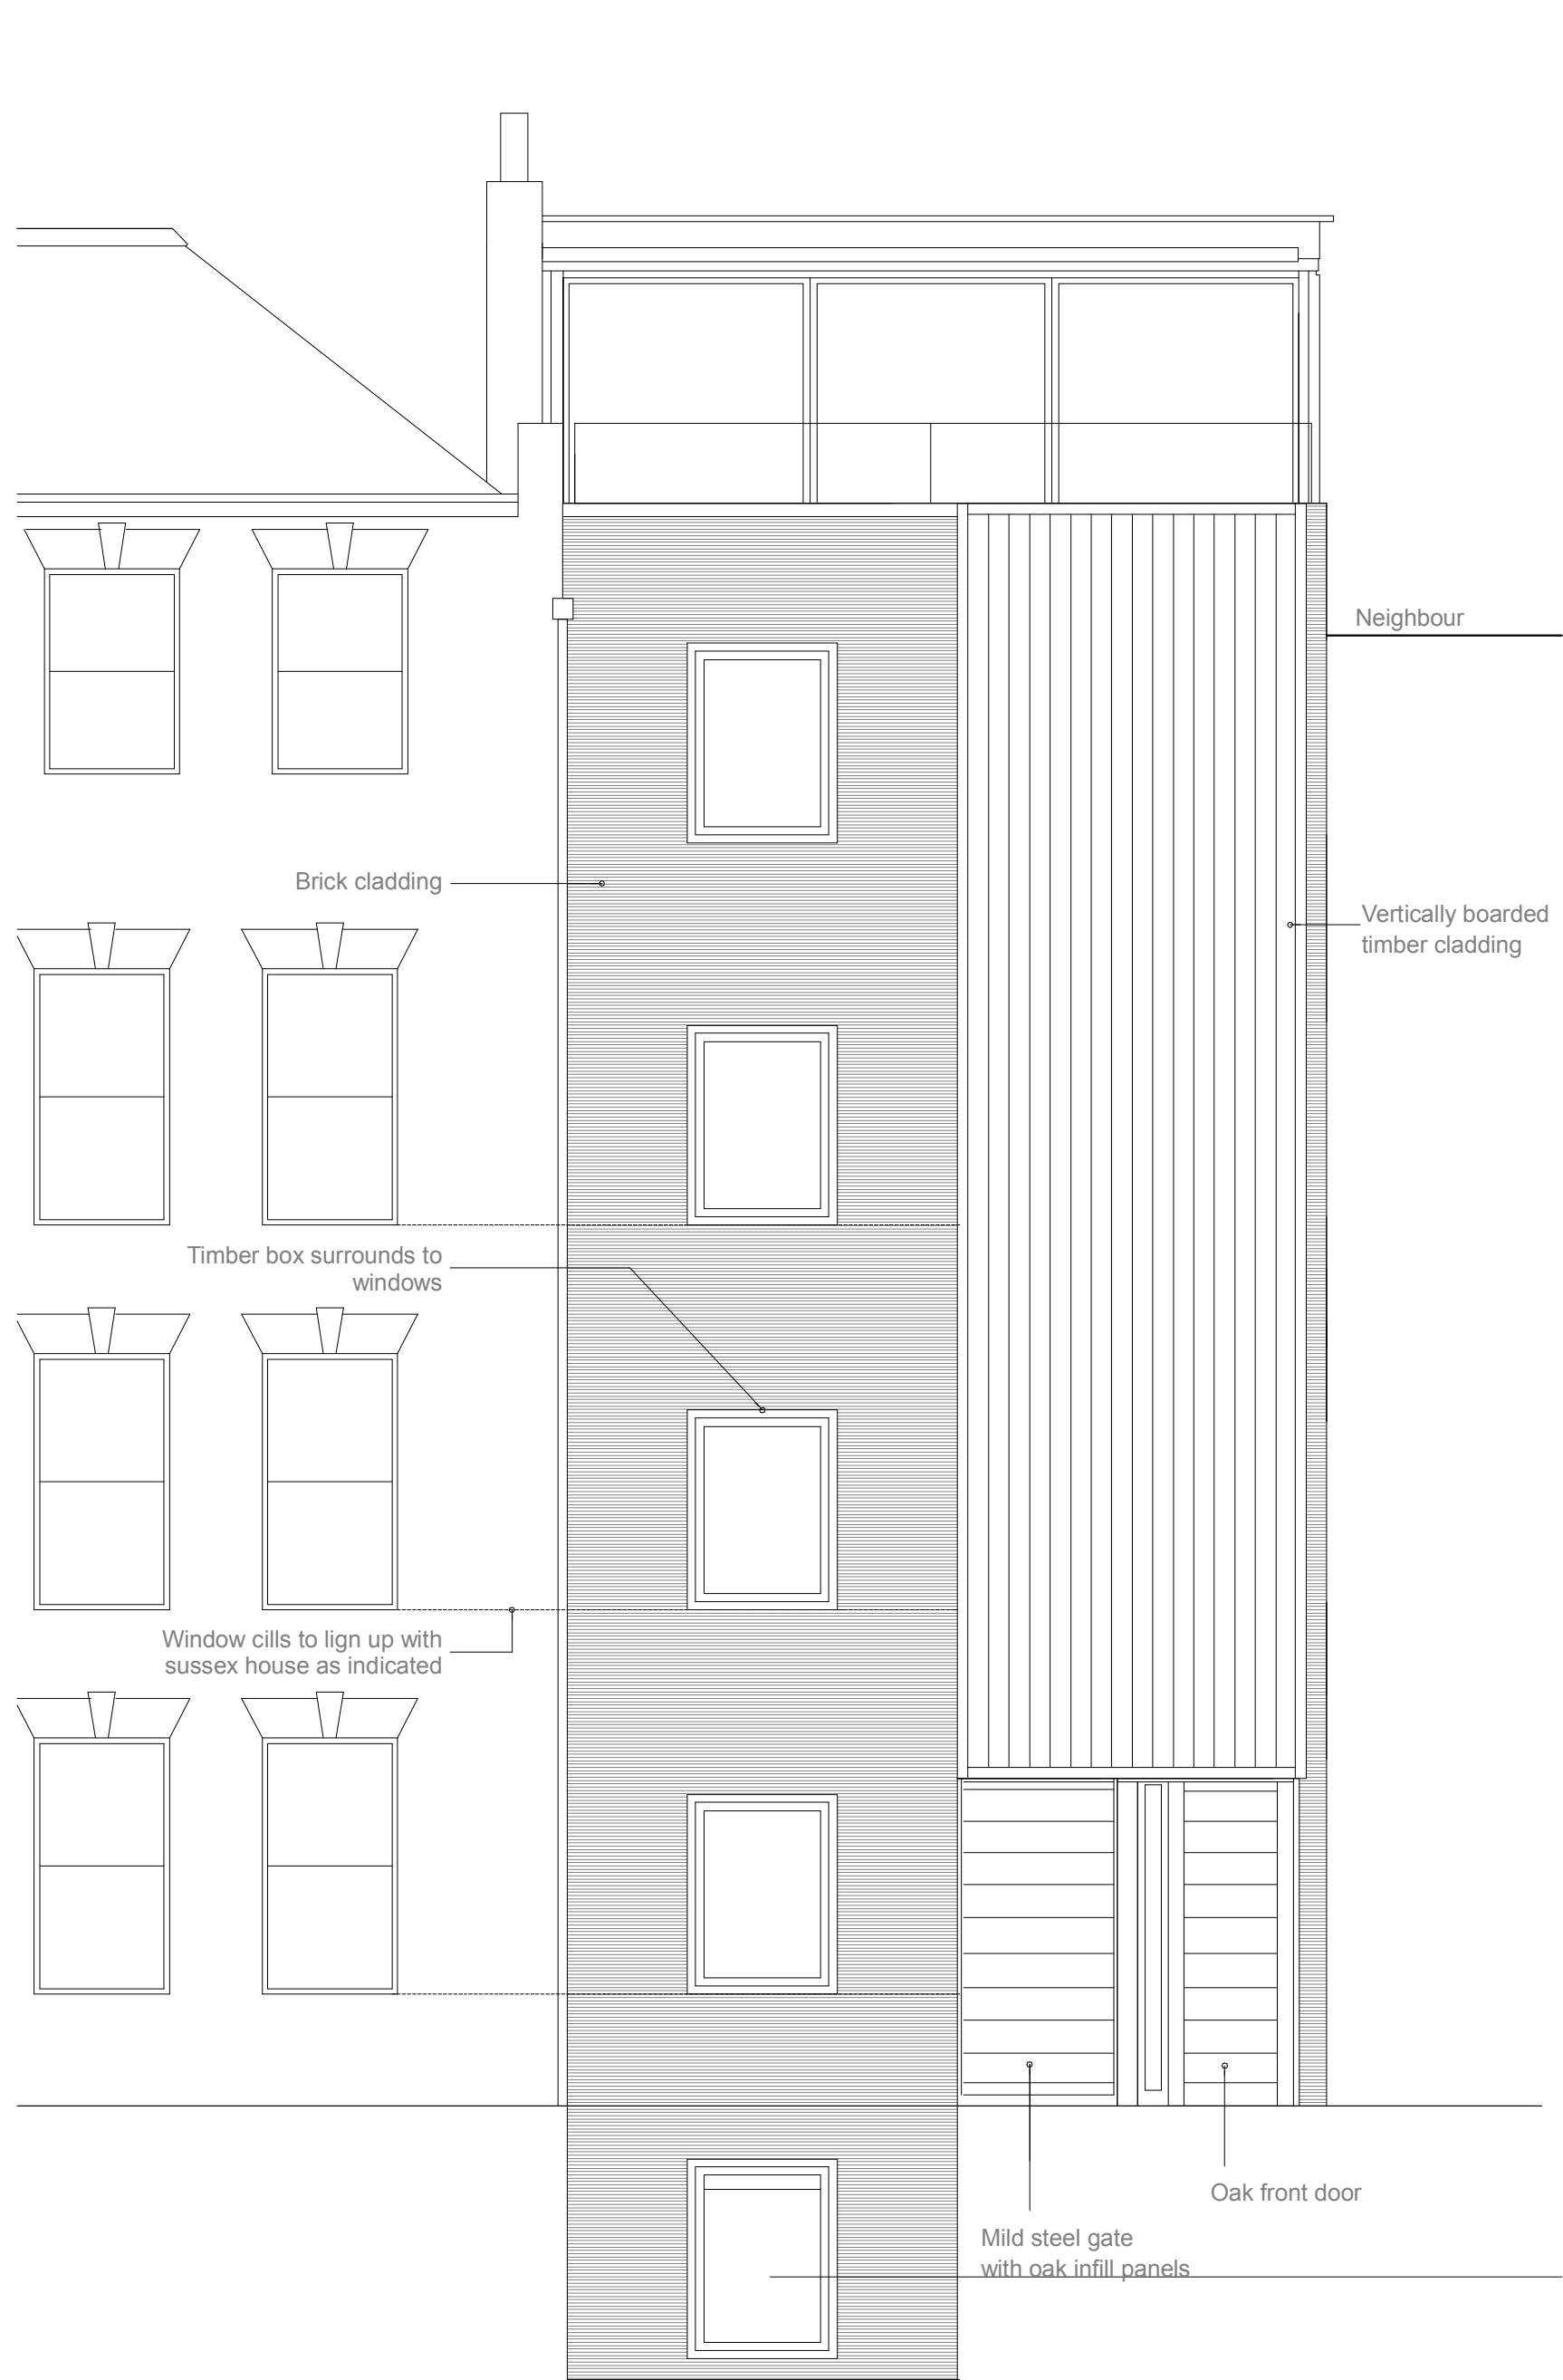 Neighbour
Brick cladding
Vertically boarded
timber cladding
Timber box surrounds to
windows
Window cills to lign up with
sussex house as indicated
Oak front door
Mild steel gate
with oak infill panels